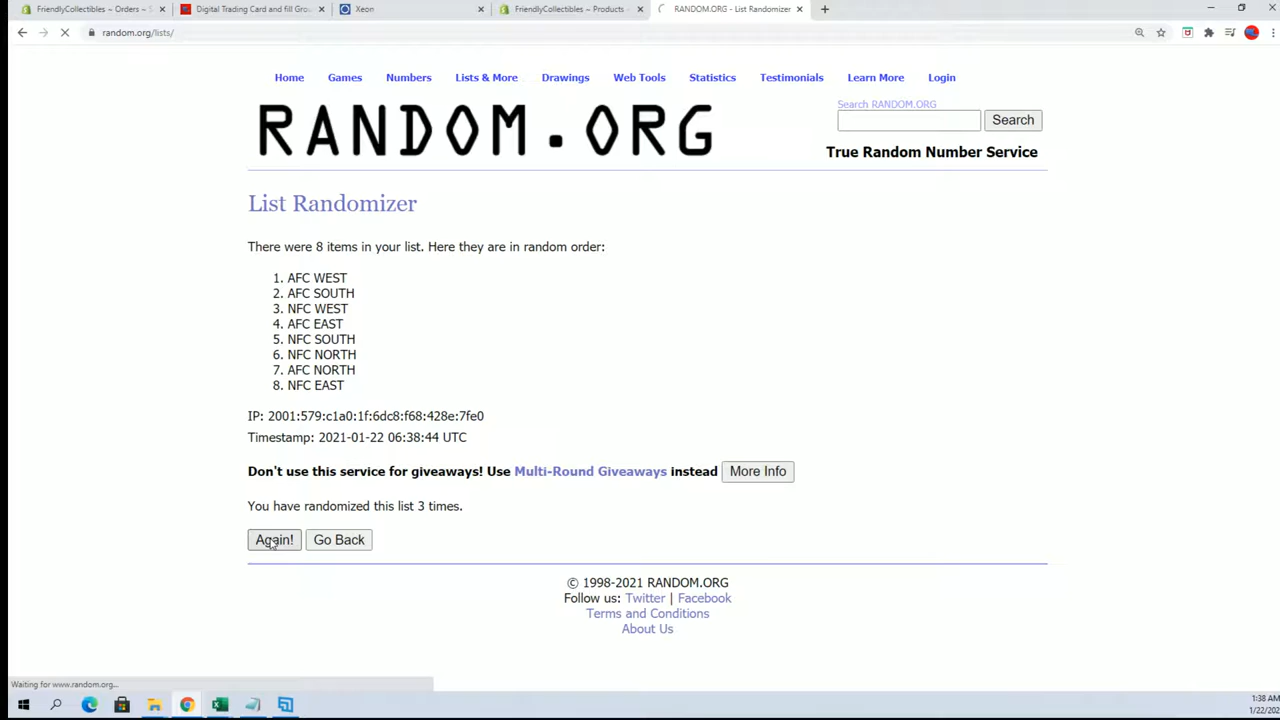 FriendlyCollectibles ~ Orders ~ S
Digital Trading Card and fill Grou
Xeon
FriendlyCollectibles ~ Products ~
RANDOM.ORG - List Randomizer
random.org/lists/
Home Games Numbers Lists & More Drawings Web Tools Statistics Testimonials Learn More Login
RANDOM.ORG
Search RANDOM.ORG
Search
True Random Number Service
List Randomizer
There were 8 items in your list. Here they are in random order:
1. AFC WEST
2. AFC SOUTH
3. NFC WEST
4. AFC EAST
5. NFC SOUTH
6. NFC NORTH
7. AFC NORTH
8. NFC EAST
IP: 2001:579:c1a0:1f:6dc8:f68:428e:7fe0
Timestamp: 2021-01-22 06:38:44 UTC
Don't use this service for giveaways! Use Multi-Round Giveaways instead More Info
You have randomized this list 3 times.
Again! Go Back
© 1998-2021 RANDOM.ORG
Follow us: Twitter | Facebook
Terms and Conditions
About Us
Waiting for www.random.org...
1:38 AM
1/22/202